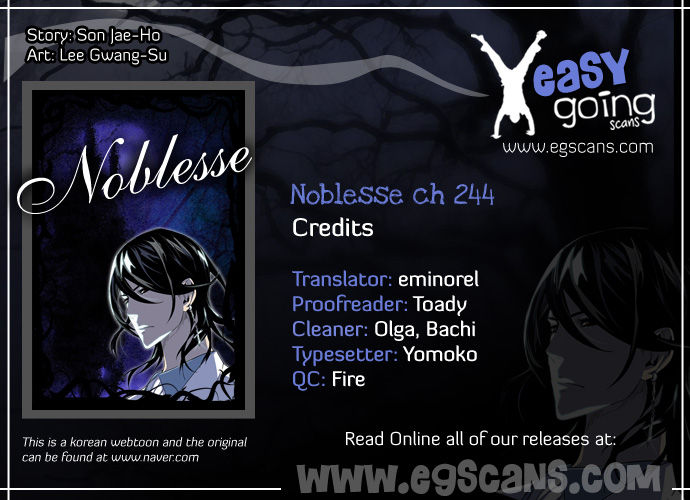 Story: Son Jae-Ho
Art: Lee Gwang-Su
easy
going
scans
www.egscans.com
Noblesse
Noblesse ch 244
Credits
Translator: eminorel
Proofreader: Toady
Cleaner: Olga, Bachi
Typesetter: Yomoko
QC: Fire
This is a korean webtoon and the original
can be found at www.naver.com
Read Online all of our releases at:
www.egscans.com